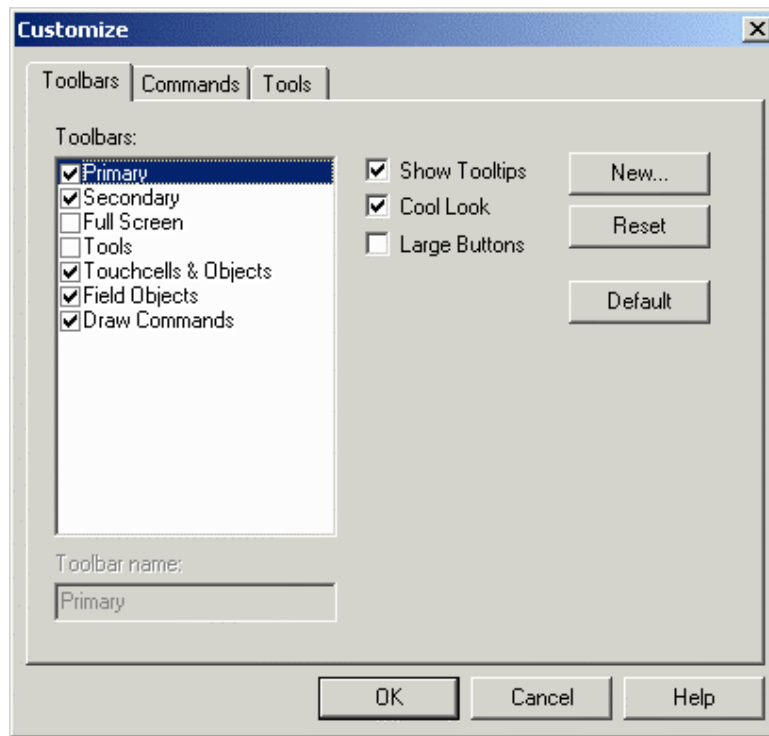 Customize
Toolbars Commands Tools
Toolbars:
Primary
Secondary
Full Screen
Tools
Touchcells & Objects
Field Objects
Draw Commands
Show Tooltips
Cool Look
Large Buttons
New...
Reset
Default
Toolbar name:
Primary
OK Cancel Help